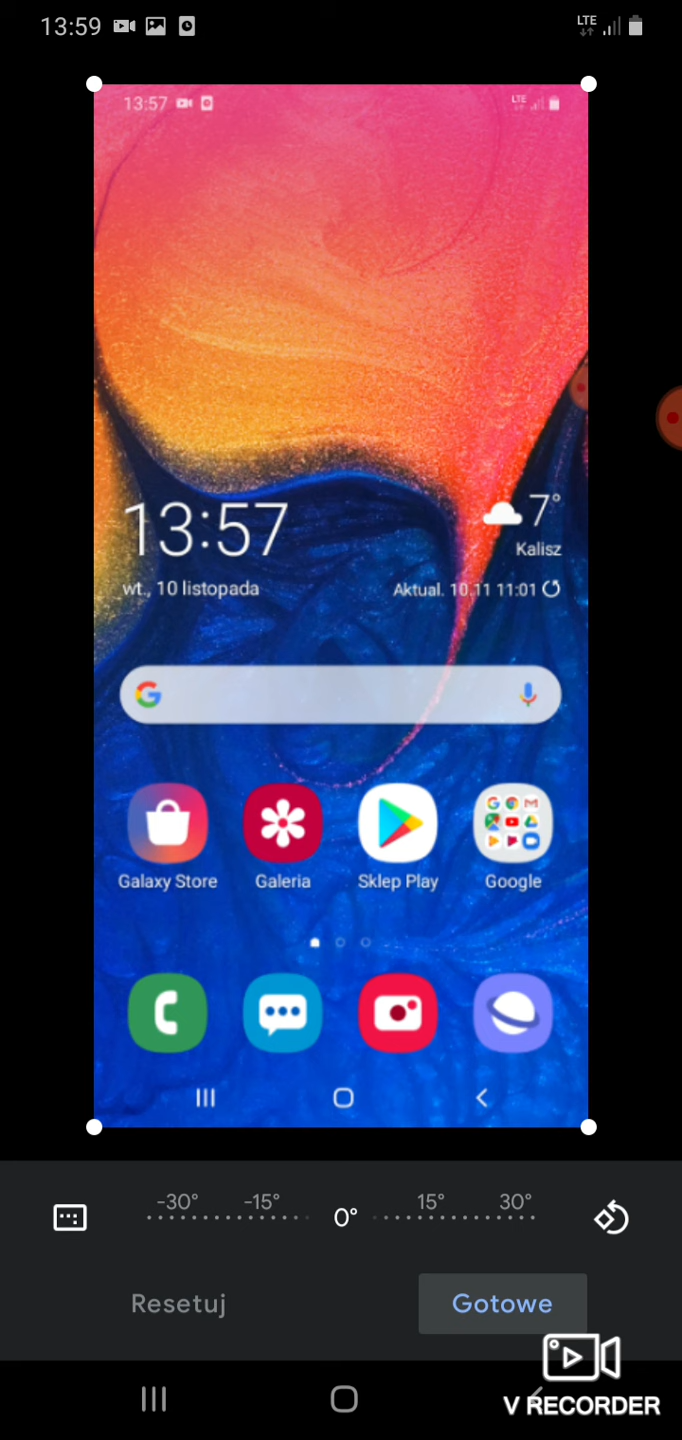 13:59
LTE
13:57
LTE
13:57
7°
Kalisz
wt., 10 listopada
Aktual. 10.11 11:01
Galaxy Store
Galeria
Sklep Play
Google
-30° -15° 0° 15° 30°
Resetuj
Gotowe
V RECORDER